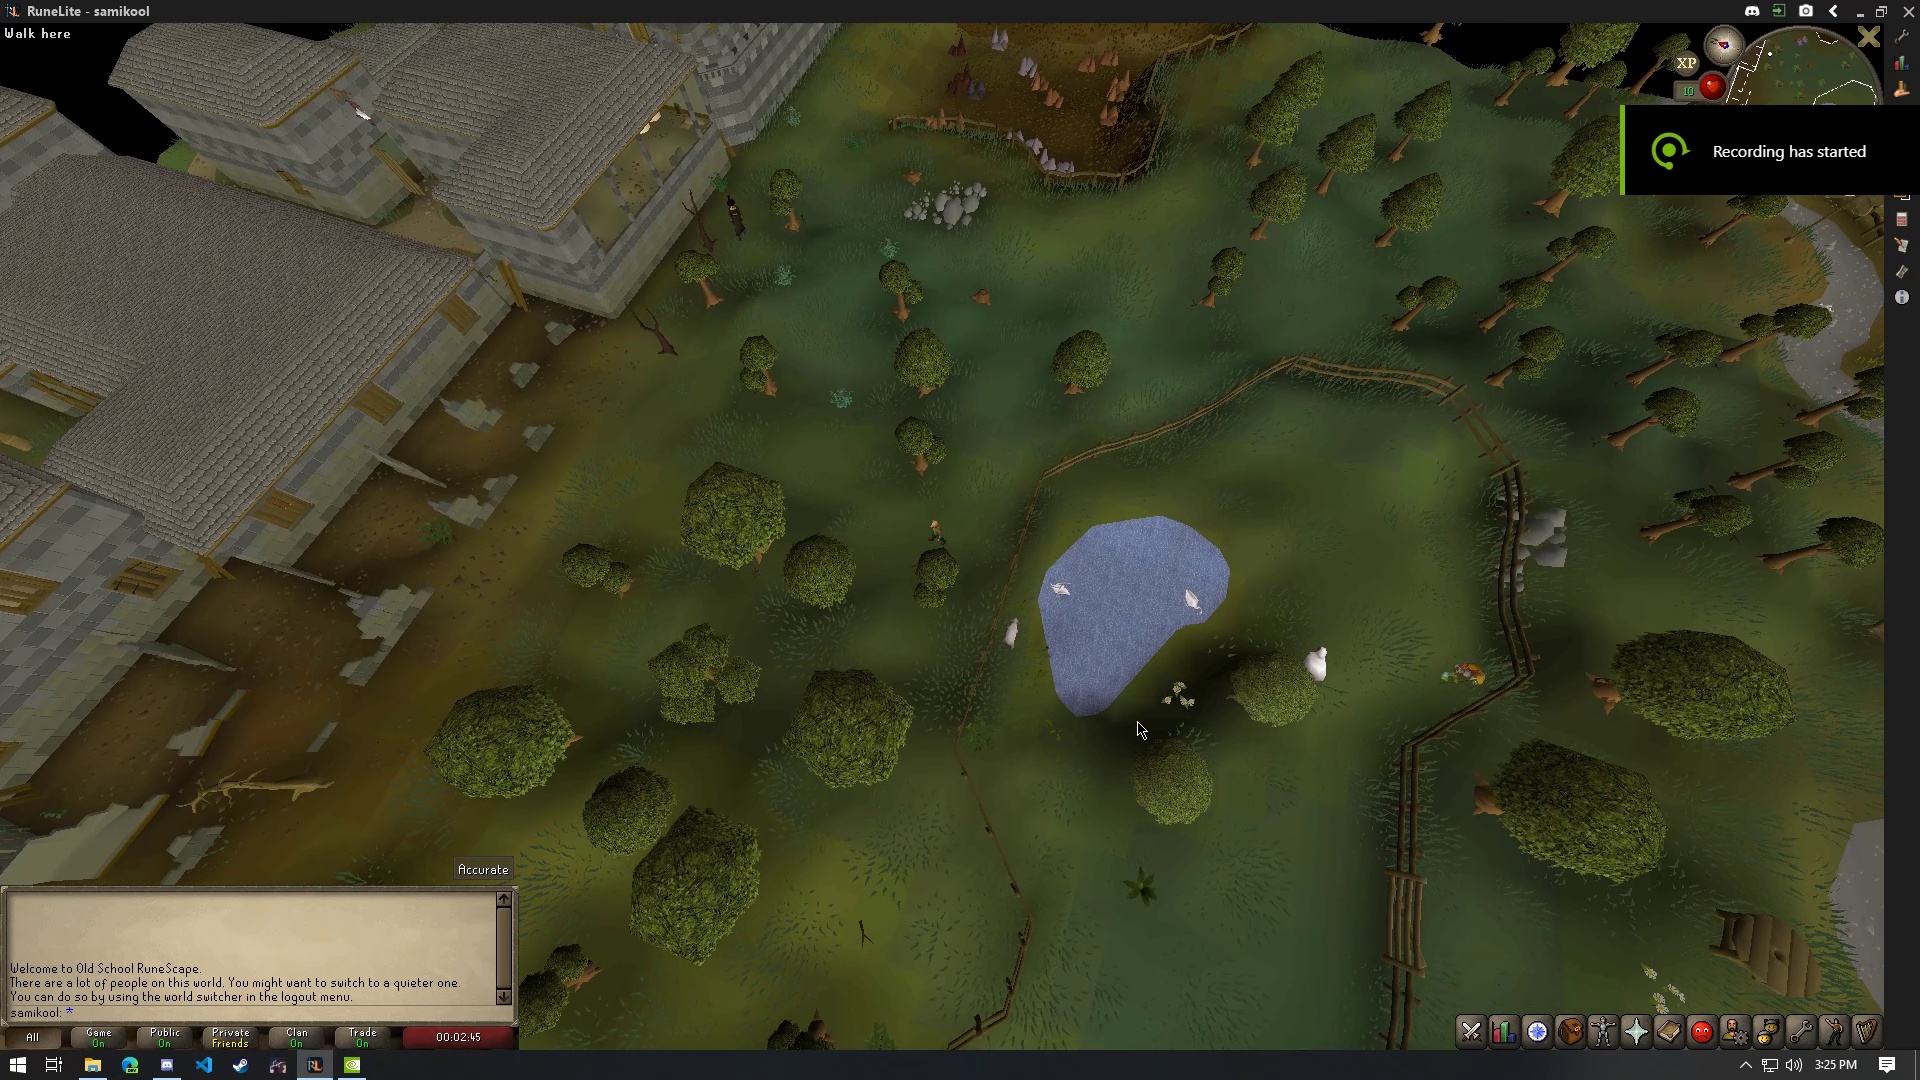 RuneLite - samikool
Walk here
XP
10
Recording has started
Accurate
Welcome to Old School RuneScape.
There are a lot of people on this world. You might want to switch to a quieter one.
You can do so by using the world switcher in the logout menu.
samikool: *
All
Game
On
Public
On
Private
Friends
Clan
On
Trade
On
00:02:45
3:25 PM